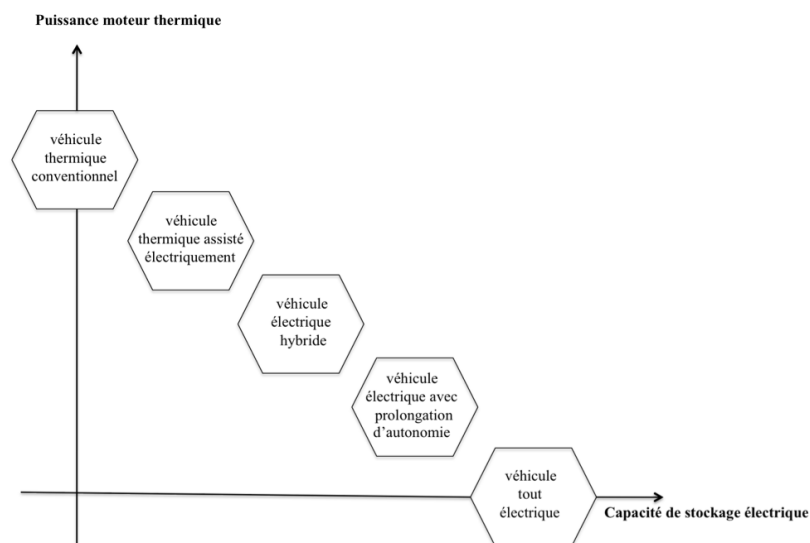 Puissance moteur thermique
véhicule
thermique
conventionnel
véhicule
thermique assisté
électriquement
véhicule
électrique
hybride
véhicule
électrique avec
prolongation
d’autonomie
véhicule
tout
électrique
Capacité de stockage électrique